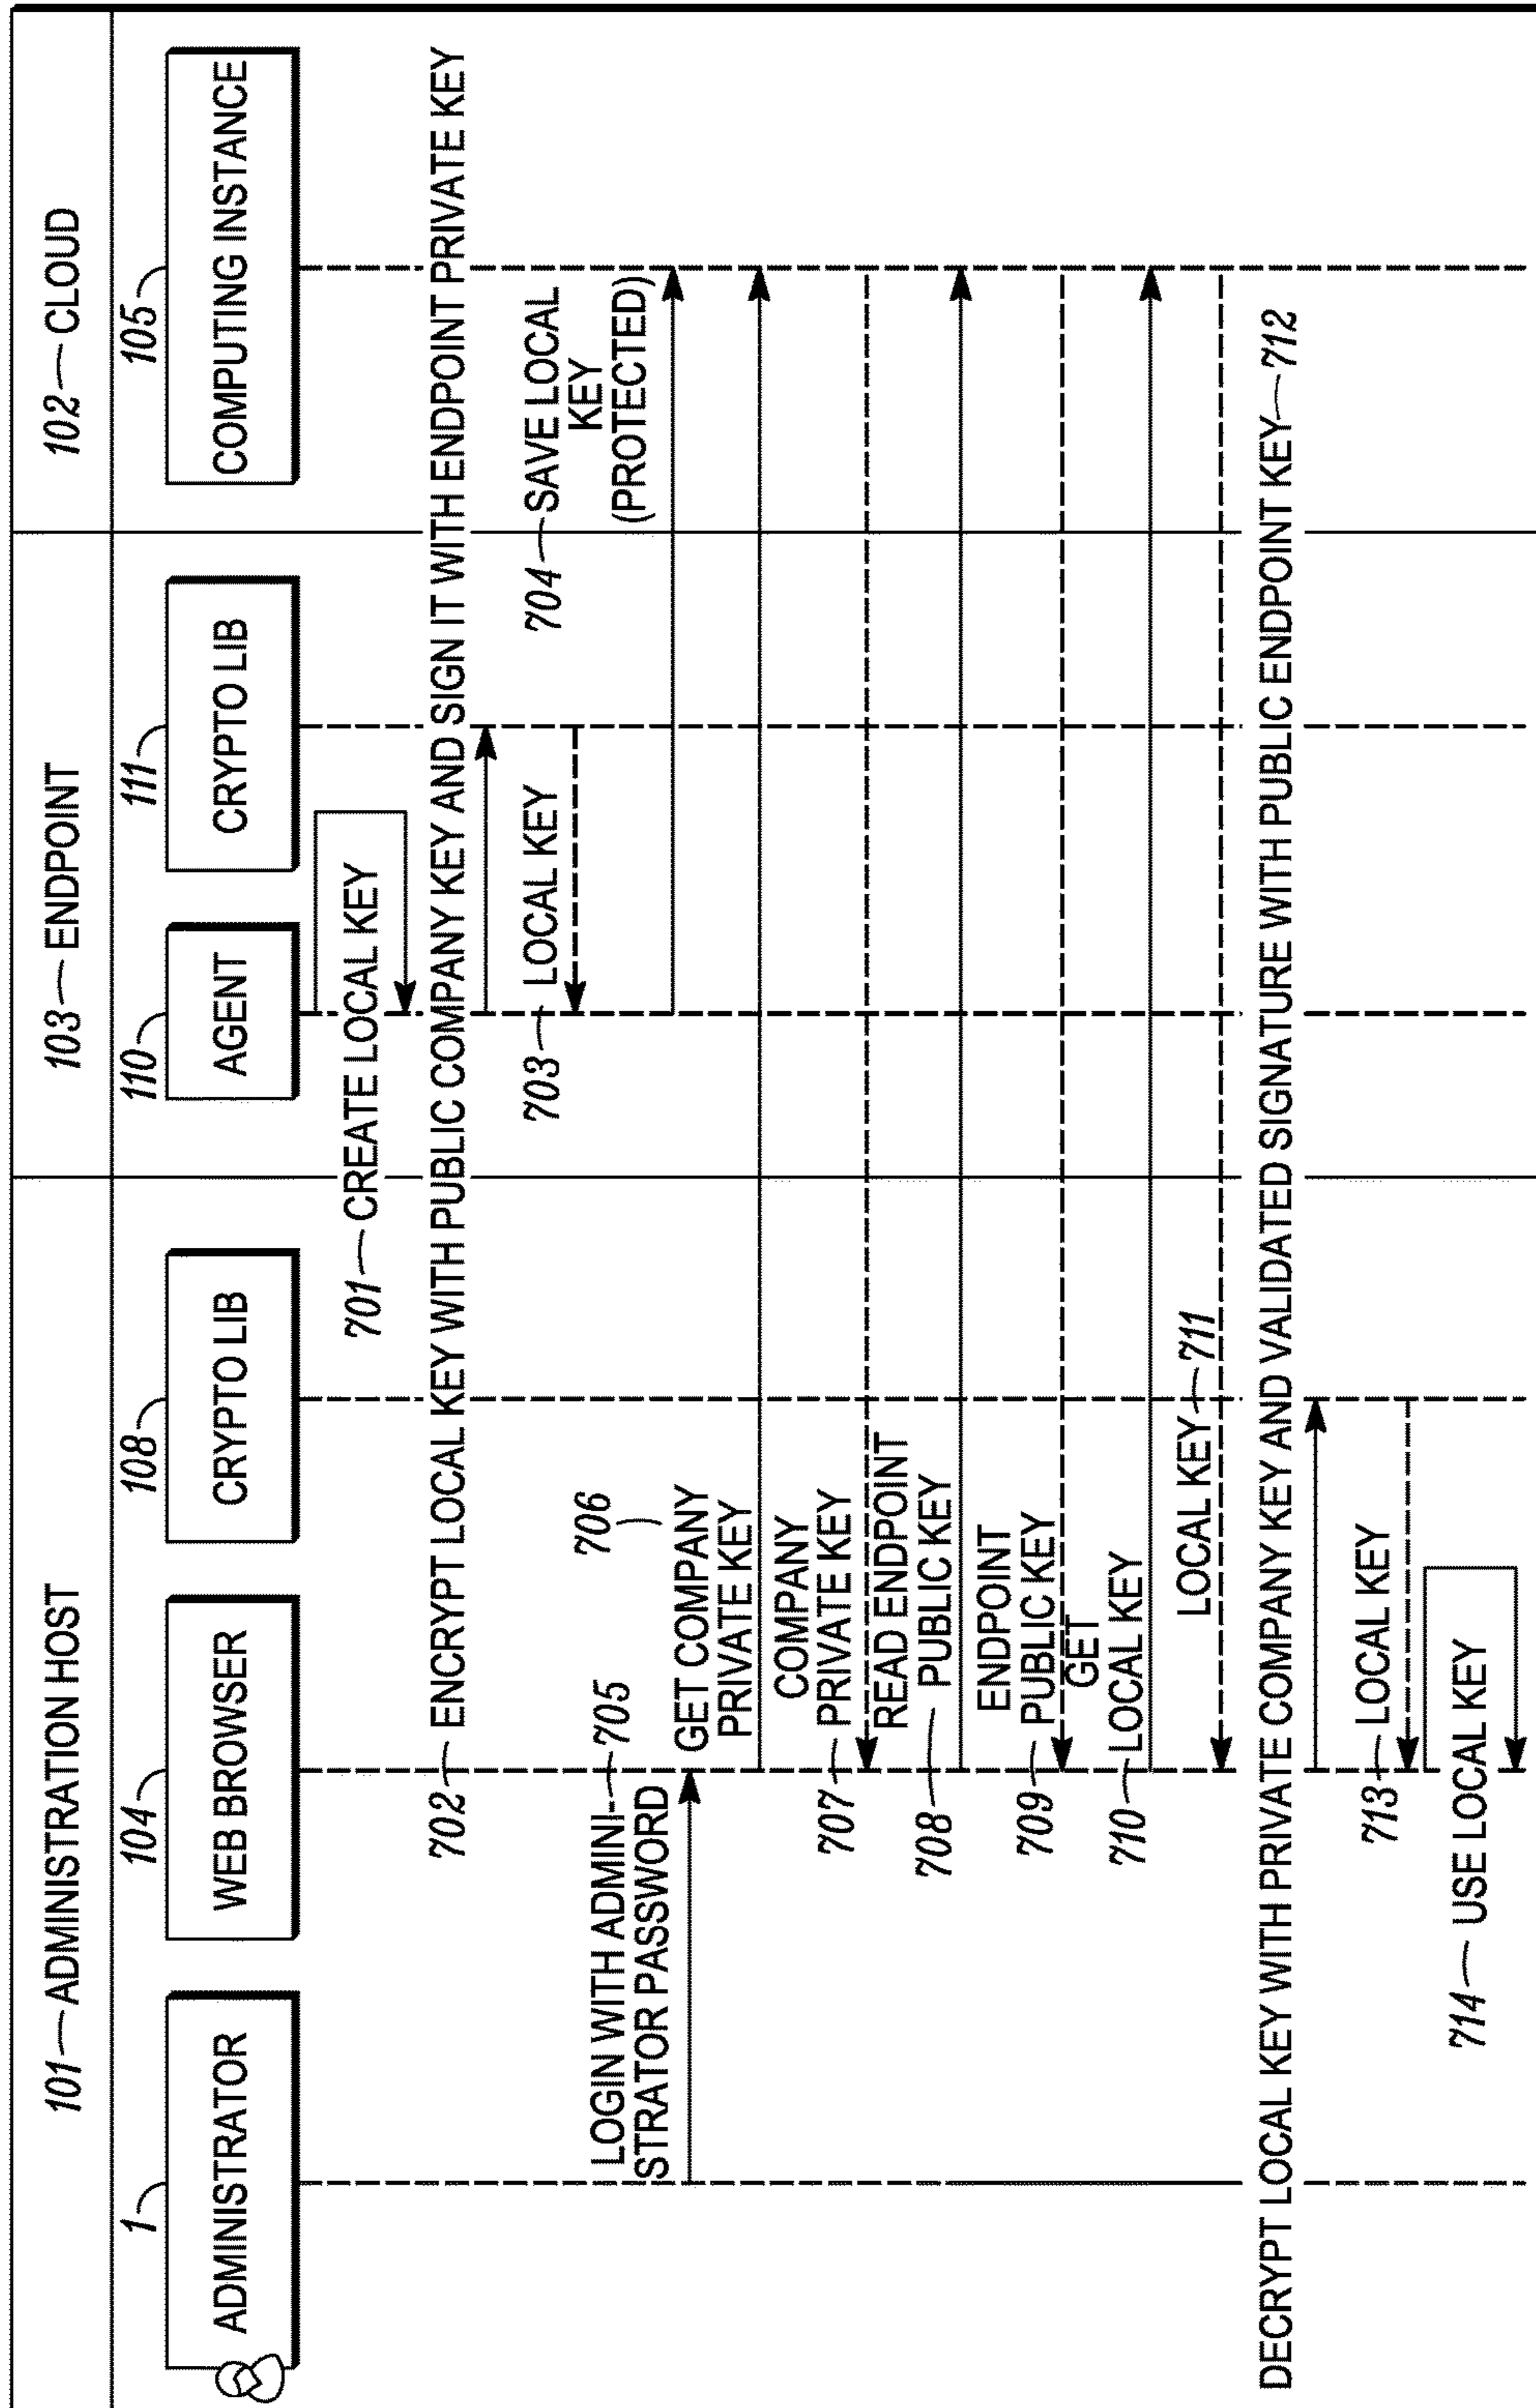 101 ADMINISTRATION HOST
103 ENDPOINT
102 CLOUD
1
104
108
110
111
105
ADMINISTRATOR
WEB BROWSER
CRYPTO LIB
AGENT
CRYPTO LIB
COMPUTING INSTANCE
701 CREATE LOCAL KEY
702 ENCRYPT LOCAL KEY WITH PUBLIC COMPANY KEY AND SIGN IT WITH ENDPOINT PRIVATE KEY
703 LOCAL KEY
704 SAVE LOCAL
KEY
(PROTECTED)
LOGIN WITH ADMINI- 705
STRATOR PASSWORD
706
GET COMPANY
PRIVATE KEY
COMPANY
707 PRIVATE KEY
READ ENDPOINT
708 PUBLIC KEY
ENDPOINT
709 PUBLIC KEY
GET
710 LOCAL KEY
LOCAL KEY 711
DECRYPT LOCAL KEY WITH PRIVATE COMPANY KEY AND VALIDATED SIGNATURE WITH PUBLIC ENDPOINT KEY 712
713 LOCAL KEY
714 USE LOCAL KEY